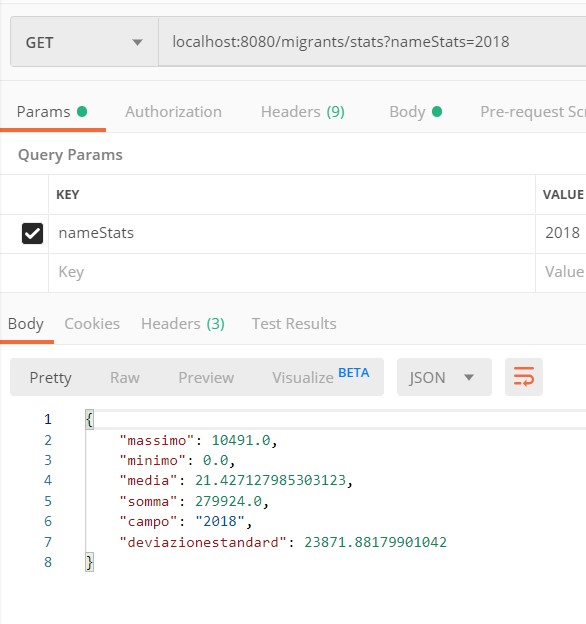 GET localhost:8080/migrants/stats?nameStats=2018
Params Authorization Headers (9) Body Pre-request Sc
Query Params
KEY VALUE
nameStats 2018
Key Value
Body Cookies Headers (3) Test Results
Pretty Raw Preview Visualize BETA JSON
1 {
2 "massimo": 10491.0,
3 "minimo": 0.0,
4 "media": 21.427127985303123,
5 "somma": 279924.0,
6 "campo": "2018",
7 "deviazionestandard": 23871.88179901042
8 }